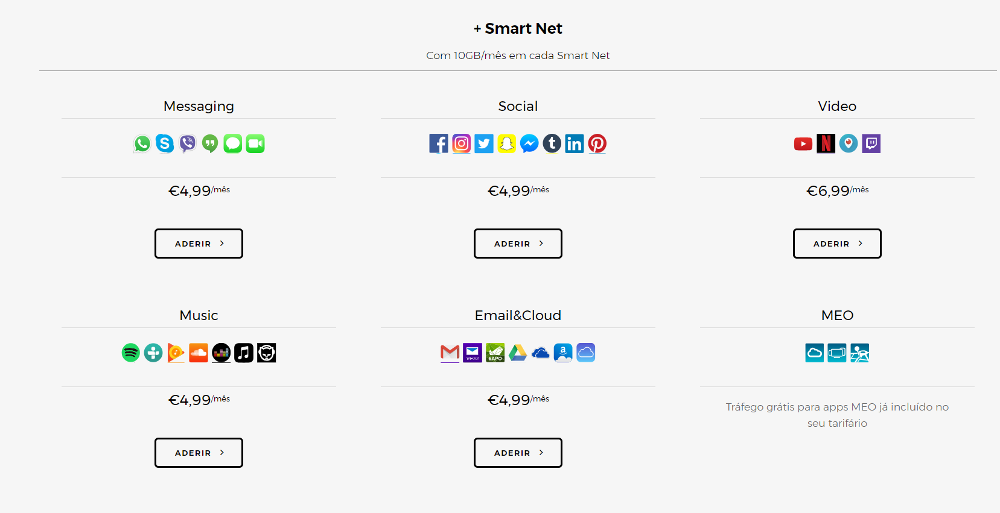 + Smart Net
Com 10GB/mês em cada Smart Net
Messaging
Social
Video
€4,99/mês
€4,99/mês
€6,99/mês
ADERIR
ADERIR
ADERIR
Music
Email&Cloud
MEO
YAHOO!
SAPO
€4,99/mês
€4,99/mês
Tráfego grátis para apps MEO já incluído no
seu tarifário
ADERIR
ADERIR